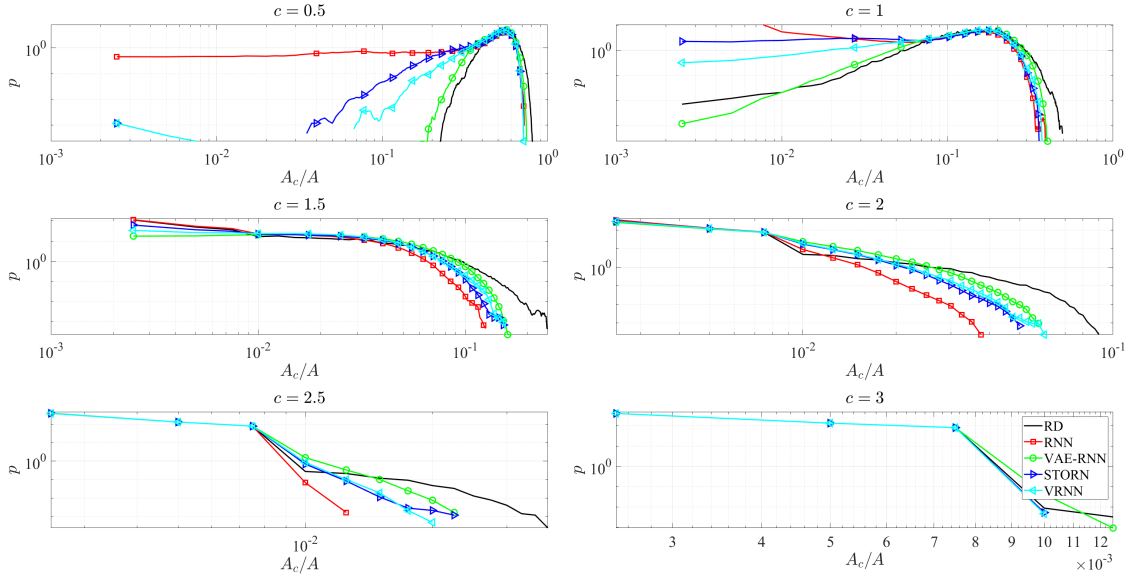 c = 0.5
p
10^0
10^-3
10^-2
10^-1
10^0
A_c/A
c = 1
p
10^0
10^-3
10^-2
10^-1
10^0
A_c/A
c = 1.5
p
10^0
10^-3
10^-2
10^-1
A_c/A
c = 2
p
10^0
10^-2
10^-1
A_c/A
c = 2.5
p
10^0
10^-2
A_c/A
c = 3
p
10^0
RD
RNN
VAE-RNN
STORN
VRNN
3 4 5 6 7 8 9 10 11 12
A_c/A
×10^-3